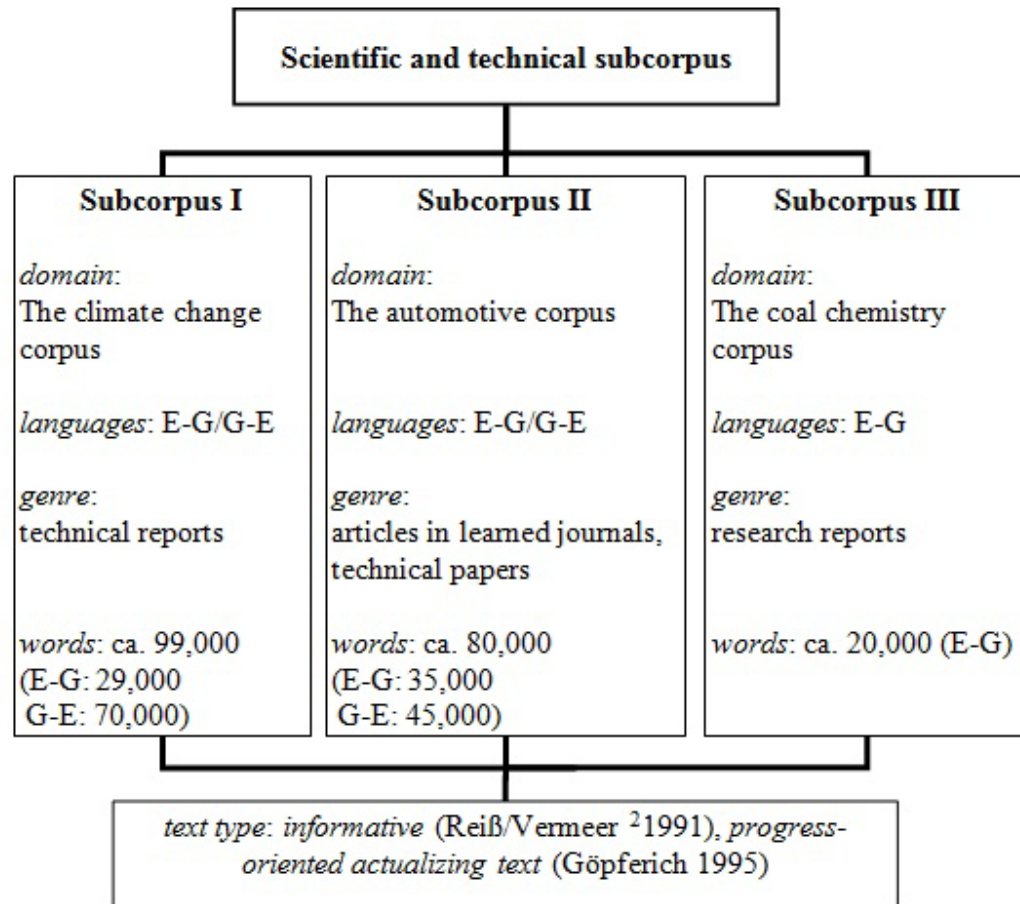 Scientific and technical subcorpus
Subcorpus I
domain:
The climate change
corpus
languages: E-G/G-E
genre:
technical reports
words: ca. 99,000
(E-G: 29,000
G-E: 70,000)
Subcorpus II
domain:
The automotive corpus
languages: E-G/G-E
genre:
articles in learned journals,
technical papers
words: ca. 80,000
(E-G: 35,000
G-E: 45,000)
Subcorpus III
domain:
The coal chemistry
corpus
languages: E-G
genre:
research reports
words: ca. 20,000 (E-G)
text type: informative (Reiß/Vermeer ²1991), progress-
oriented actualizing text (Göpferich 1995)